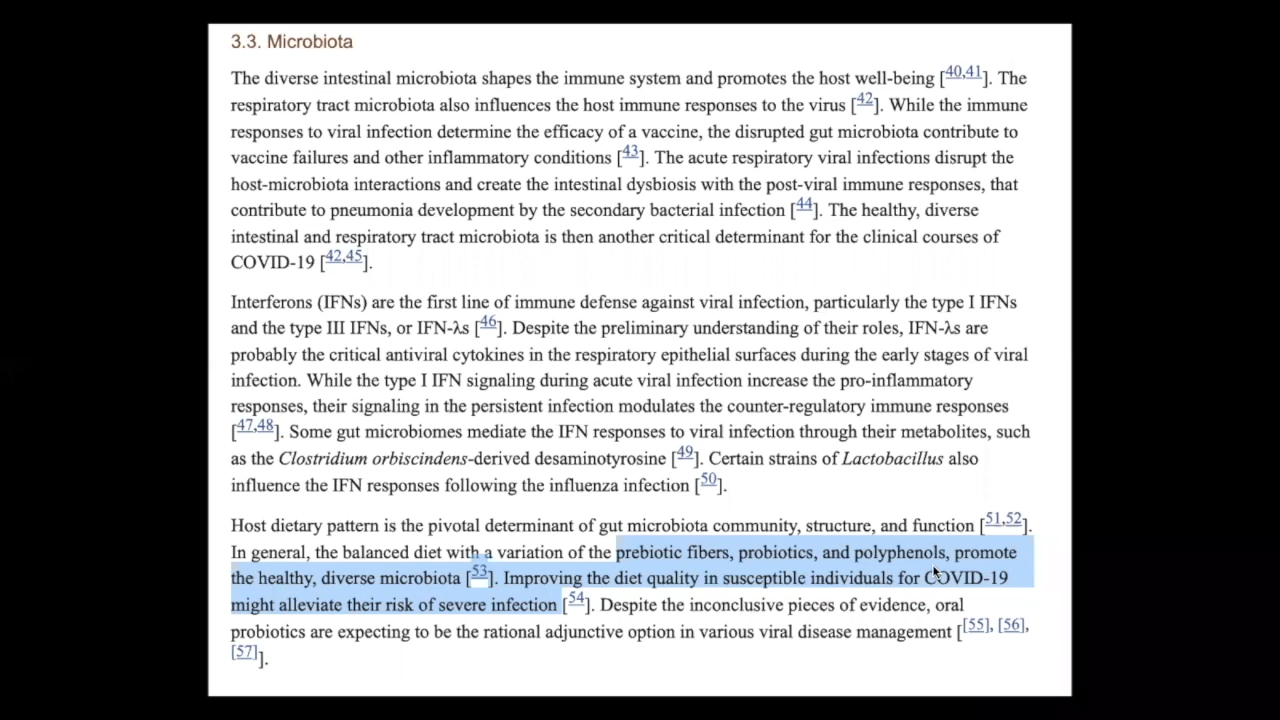 3.3. Microbiota
The diverse intestinal microbiota shapes the immune system and promotes the host well-being [40,41]. The
respiratory tract microbiota also influences the host immune responses to the virus [42]. While the immune
responses to viral infection determine the efficacy of a vaccine, the disrupted gut microbiota contribute to
vaccine failures and other inflammatory conditions [43]. The acute respiratory viral infections disrupt the
host-microbiota interactions and create the intestinal dysbiosis with the post-viral immune responses, that
contribute to pneumonia development by the secondary bacterial infection [44]. The healthy, diverse
intestinal and respiratory tract microbiota is then another critical determinant for the clinical courses of
COVID-19 [42,45].
Interferons (IFNs) are the first line of immune defense against viral infection, particularly the type I IFNs
and the type III IFNs, or IFN-λs [46]. Despite the preliminary understanding of their roles, IFN-λs are
probably the critical antiviral cytokines in the respiratory epithelial surfaces during the early stages of viral
infection. While the type I IFN signaling during acute viral infection increase the pro-inflammatory
responses, their signaling in the persistent infection modulates the counter-regulatory immune responses
[47,48]. Some gut microbiomes mediate the IFN responses to viral infection through their metabolites, such
as the Clostridium orbiscindens-derived desaminotyrosine [49]. Certain strains of Lactobacillus also
influence the IFN responses following the influenza infection [50].
Host dietary pattern is the pivotal determinant of gut microbiota community, structure, and function [51,52].
In general, the balanced diet with a variation of the prebiotic fibers, probiotics, and polyphenols, promote
the healthy, diverse microbiota [53]. Improving the diet quality in susceptible individuals for COVID-19
might alleviate their risk of severe infection [54]. Despite the inconclusive pieces of evidence, oral
probiotics are expecting to be the rational adjunctive option in various viral disease management [[55], [56],
[57]].